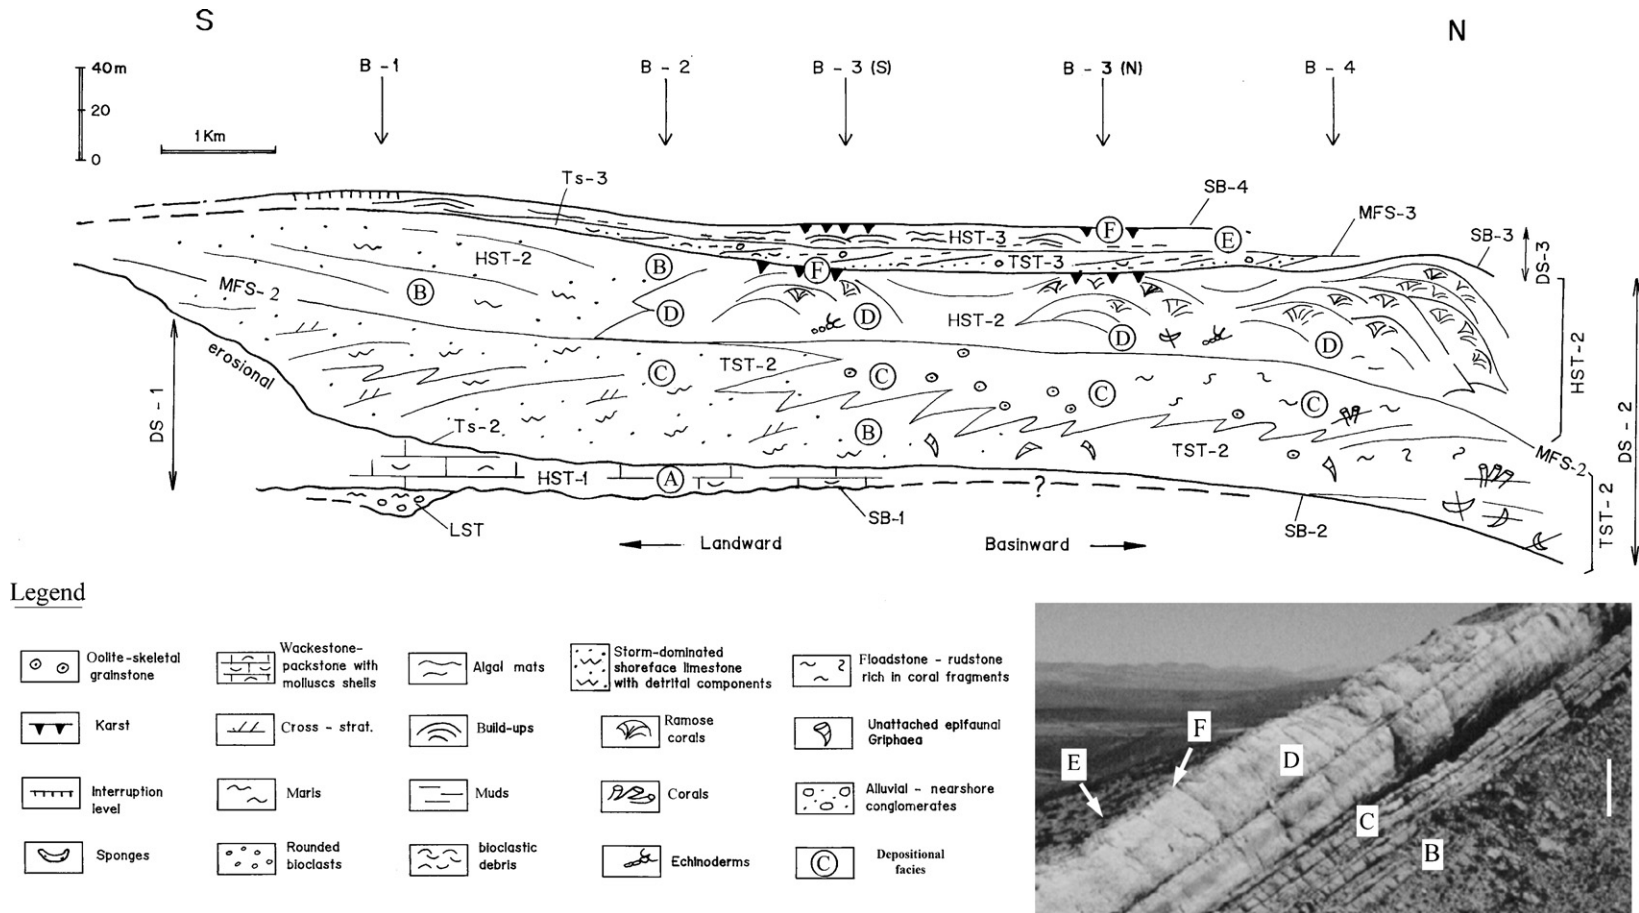 S
N
B - 1
B - 2
B - 3 (S)
B - 3 (N)
B - 4
40m
20
0
1 Km
Ts-3
SB-4
MFS-3
SB-3
DS-3
HST-3
F
E
TST-3
HST-2
B
F
MFS-2
B
D
D
HST-2
D
D
HST-2
erosional
DS-1
TST-2
C
C
C
C
DS-2
Ts-2
B
TST-2
MFS-2
HST-1
A
?
TST-2
LST
SB-1
SB-2
Landward
Basinward
Legend
Oolite-skeletal
grainstone
Wackestone-
packstone with
molluscs shells
Algal mats
Storm-dominated
shoreface limestone
with detrital components
Floadstone - rudstone
rich in coral fragments
Karst
Cross - strat.
Build-ups
Ramose
corals
Unattached epifaunal
Griphaea
Interruption
level
Marls
Muds
Corals
Alluvial - nearshore
conglomerates
Sponges
Rounded
bioclasts
bioclastic
debris
Echinoderms
C
Depositional
facies
F
E
D
C
B